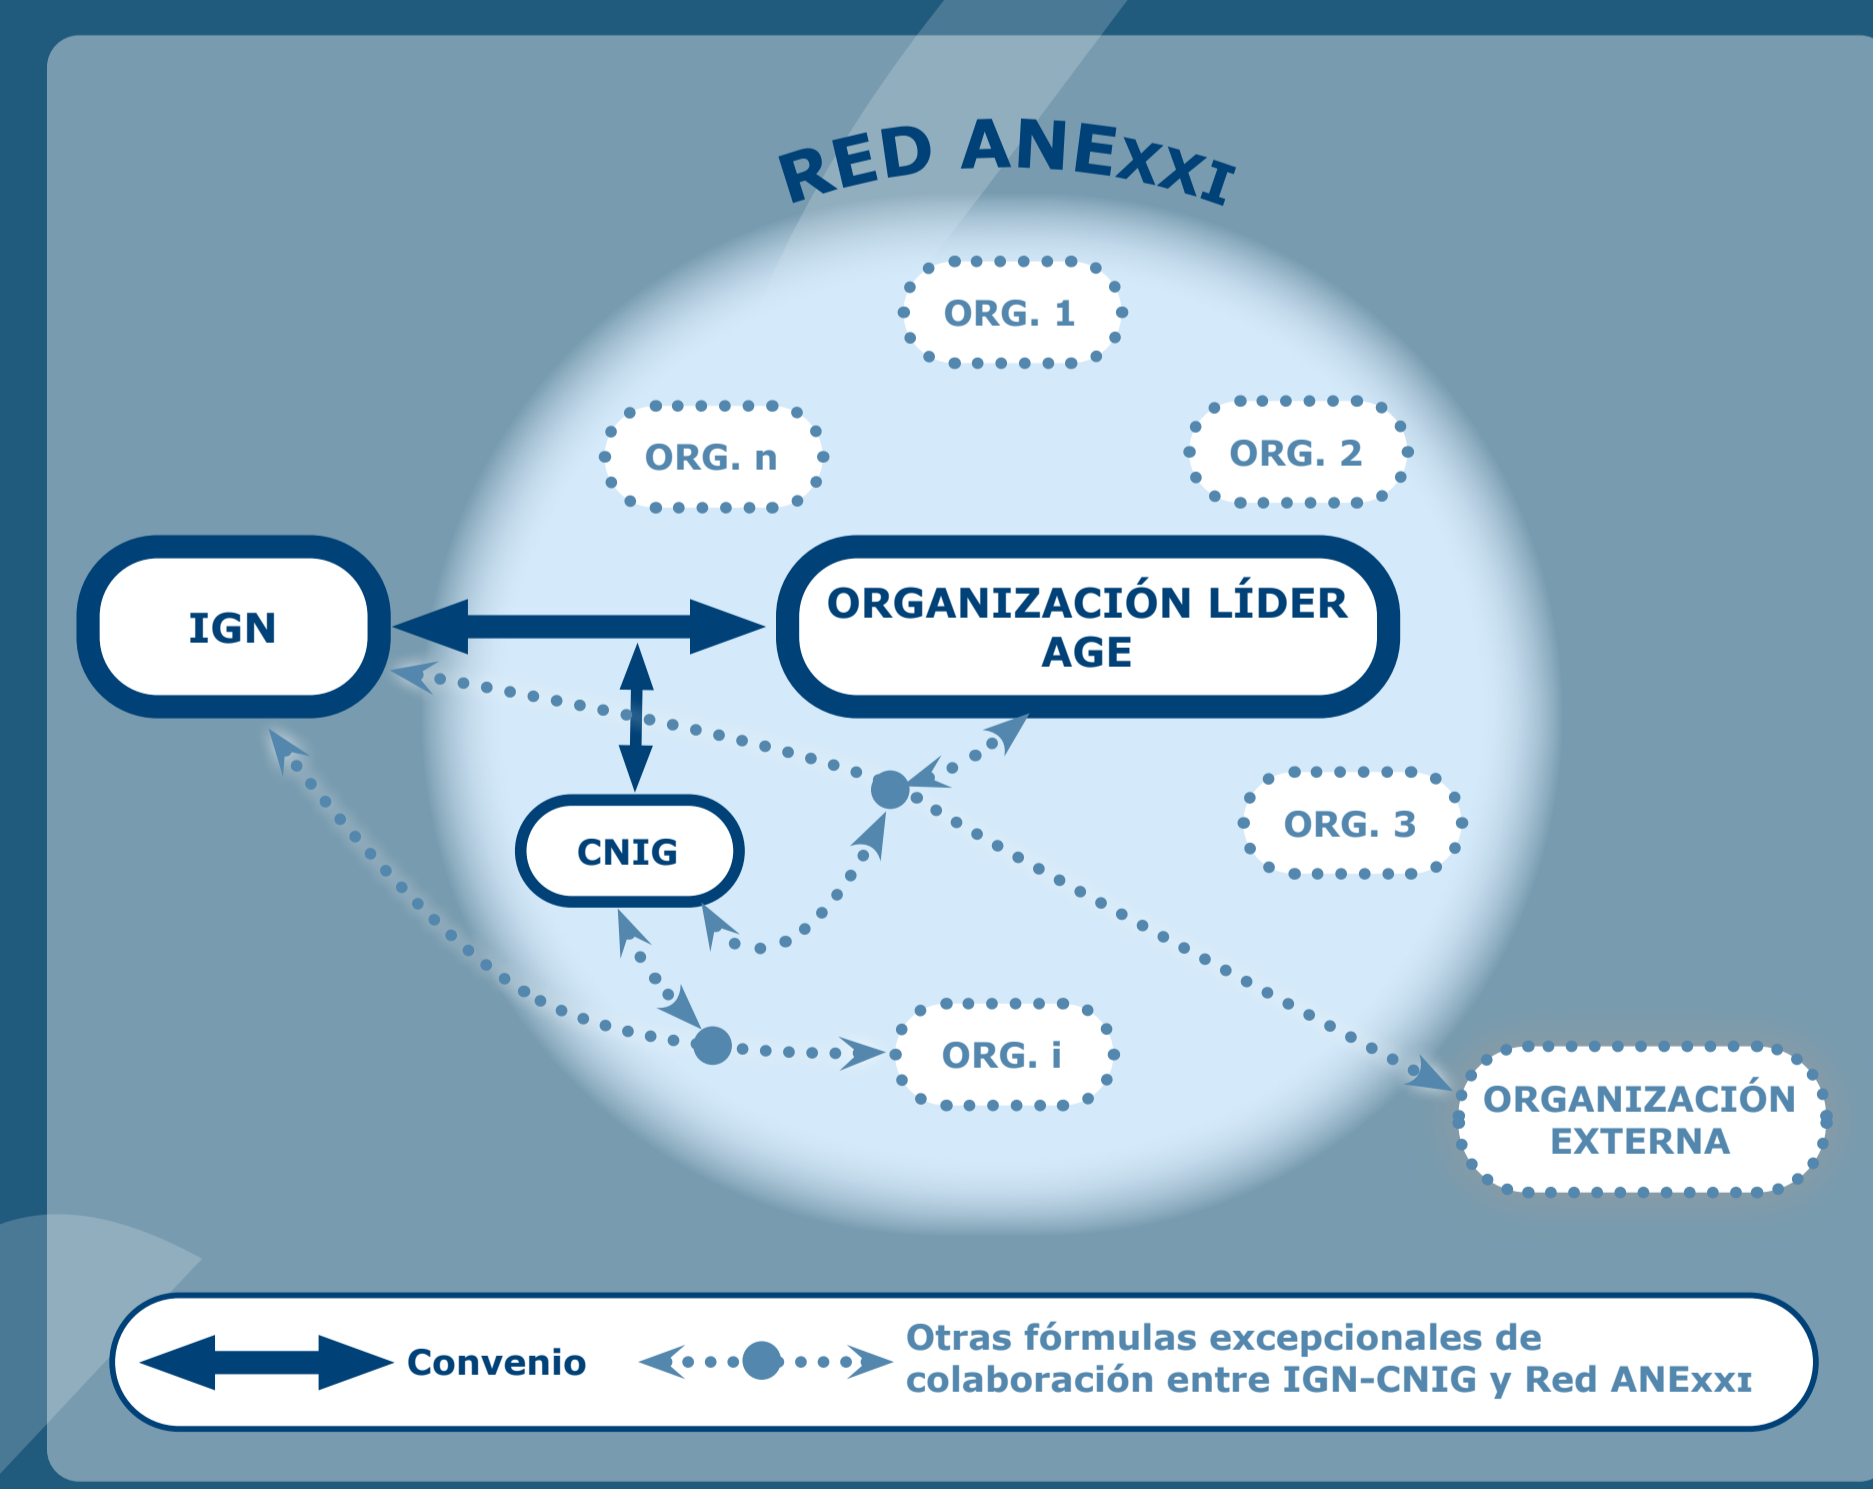 RED ANExxI
ORG. 1
ORG. n
ORG. 2
IGN
ORGANIZACIÓN LÍDER
AGE
ORG. 3
CNIG
ORG. i
ORGANIZACIÓN
EXTERNA
Convenio
Otras fórmulas excepcionales de
colaboración entre IGN-CNIG y Red ANExxI